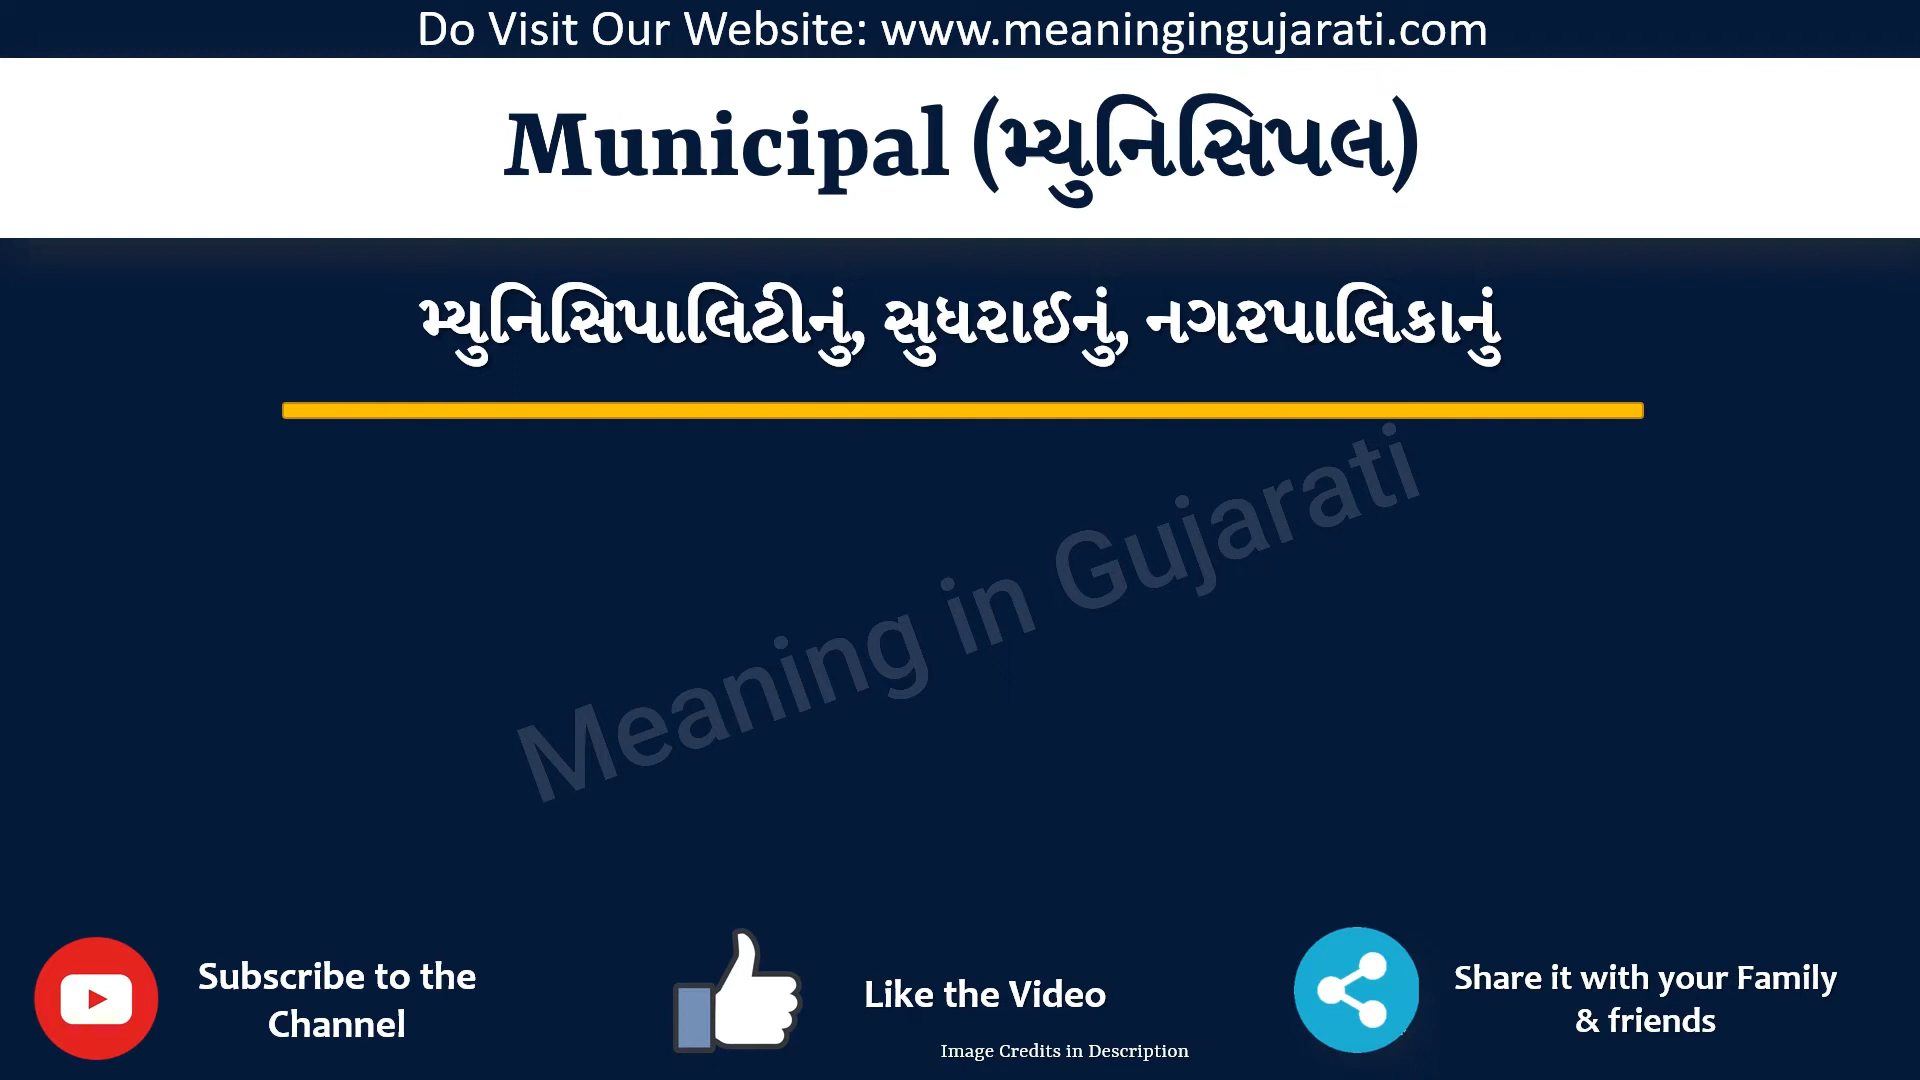 Do Visit Our Website: www.meaningingujarati.com
Municipal (મ્યુનિસિપલ)
મ્યુનિસિપાલિટીનું, સુધરાઈનું, નગરપાલિકાનું
Meaning in Gujarati
Subscribe to the
Channel
Like the Video
Share it with your Family
& friends
Image Credits in Description